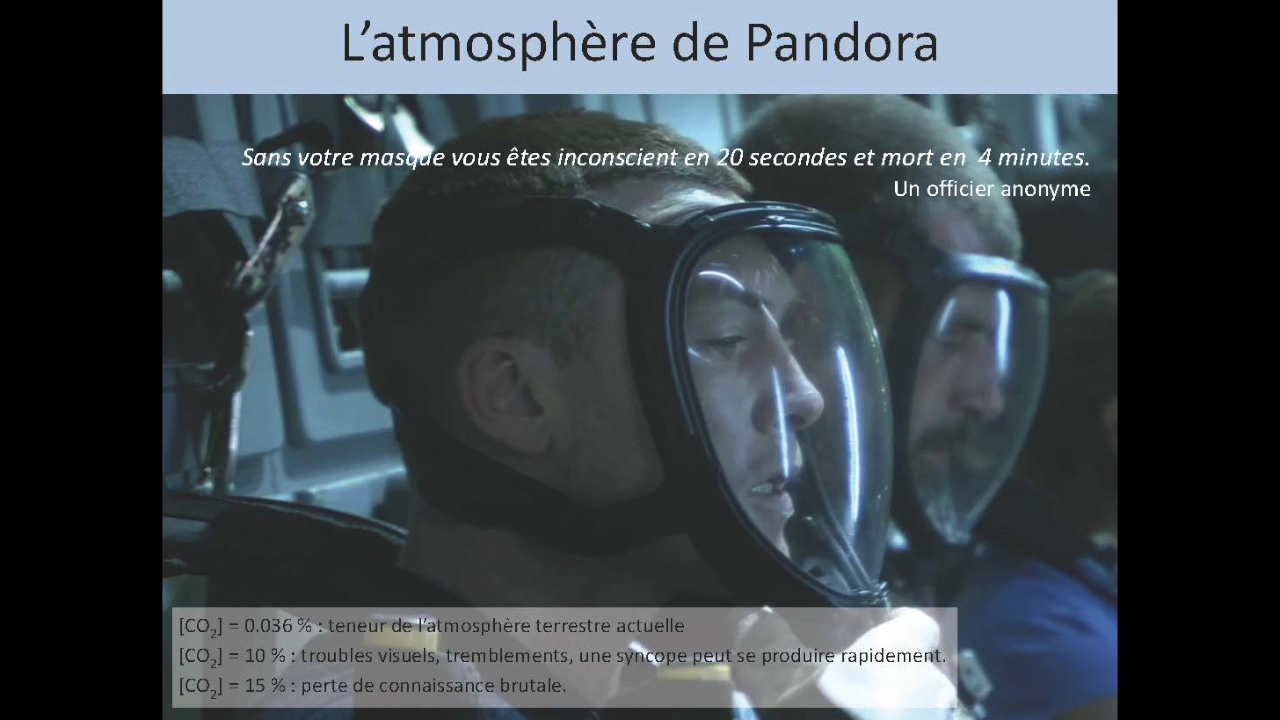 L’atmosphère de Pandora
Sans votre masque vous êtes inconscient en 20 secondes et mort en 4 minutes.
Un officier anonyme
[CO2] = 0.036 % : teneur de l’atmosphère terrestre actuelle
[CO2] = 10 % : troubles visuels, tremblements, une syncope peut se produire rapidement.
[CO2] = 15 % : perte de connaissance brutale.